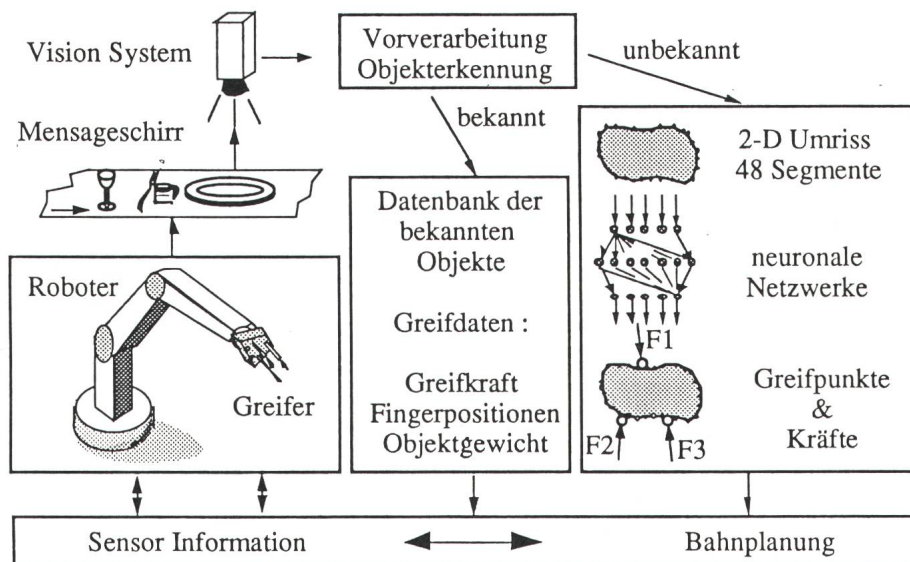 Vision System
Vorverarbeitung
Objekterkennung
unbekannt
bekannt
Mensageschirr
2-D Umriss
48 Segmente
Datenbank der
bekannten
Objekte
Greifdaten :
Greifkraft
Fingerpositionen
Objektgewicht
neuronale
Netzwerke
Roboter
Greifer
F1
Greifpunkte
&
Kräfte
F2
F3
Sensor Information
Bahnplanung